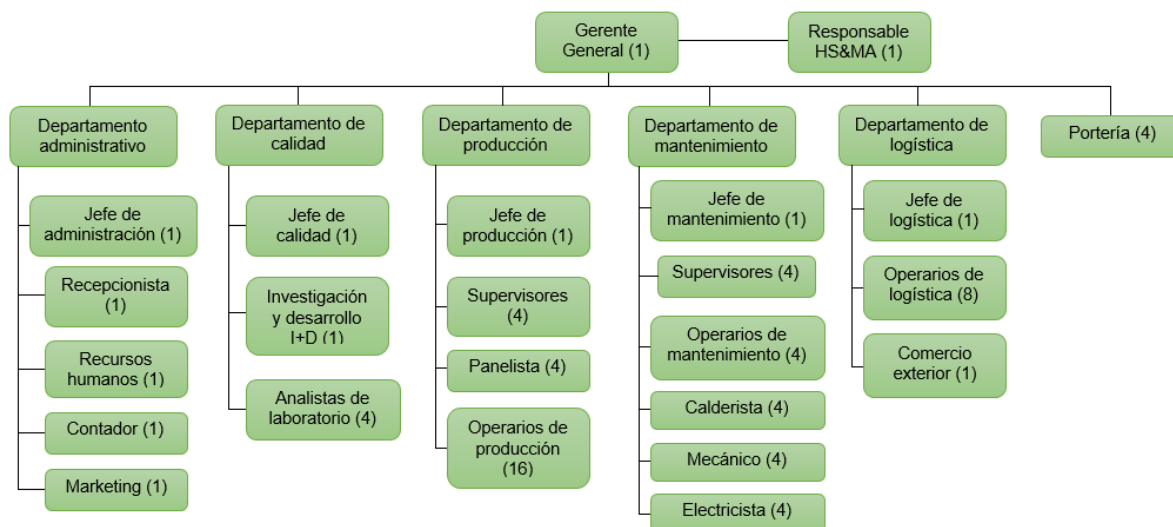 Gerente
General (1)
Responsable
HS&MA (1)
Departamento
administrativo
Departamento de
calidad
Departamento de
producción
Departamento de
mantenimiento
Departamento de
logística
Portería (4)
Jefe de
administración (1)
Recepcionista
(1)
Recursos
humanos (1)
Contador (1)
Marketing (1)
Jefe de
calidad (1)
Investigación
y desarrollo
I+D (1)
Analistas de
laboratorio (4)
Jefe de
producción (1)
Supervisores
(4)
Panelista (4)
Operarios de
producción
(16)
Jefe de
mantenimiento (1)
Supervisores (4)
Operarios de
mantenimiento (4)
Calderista (4)
Mecánico (4)
Electricista (4)
Jefe de
logística (1)
Operarios de
logística (8)
Comercio
exterior (1)